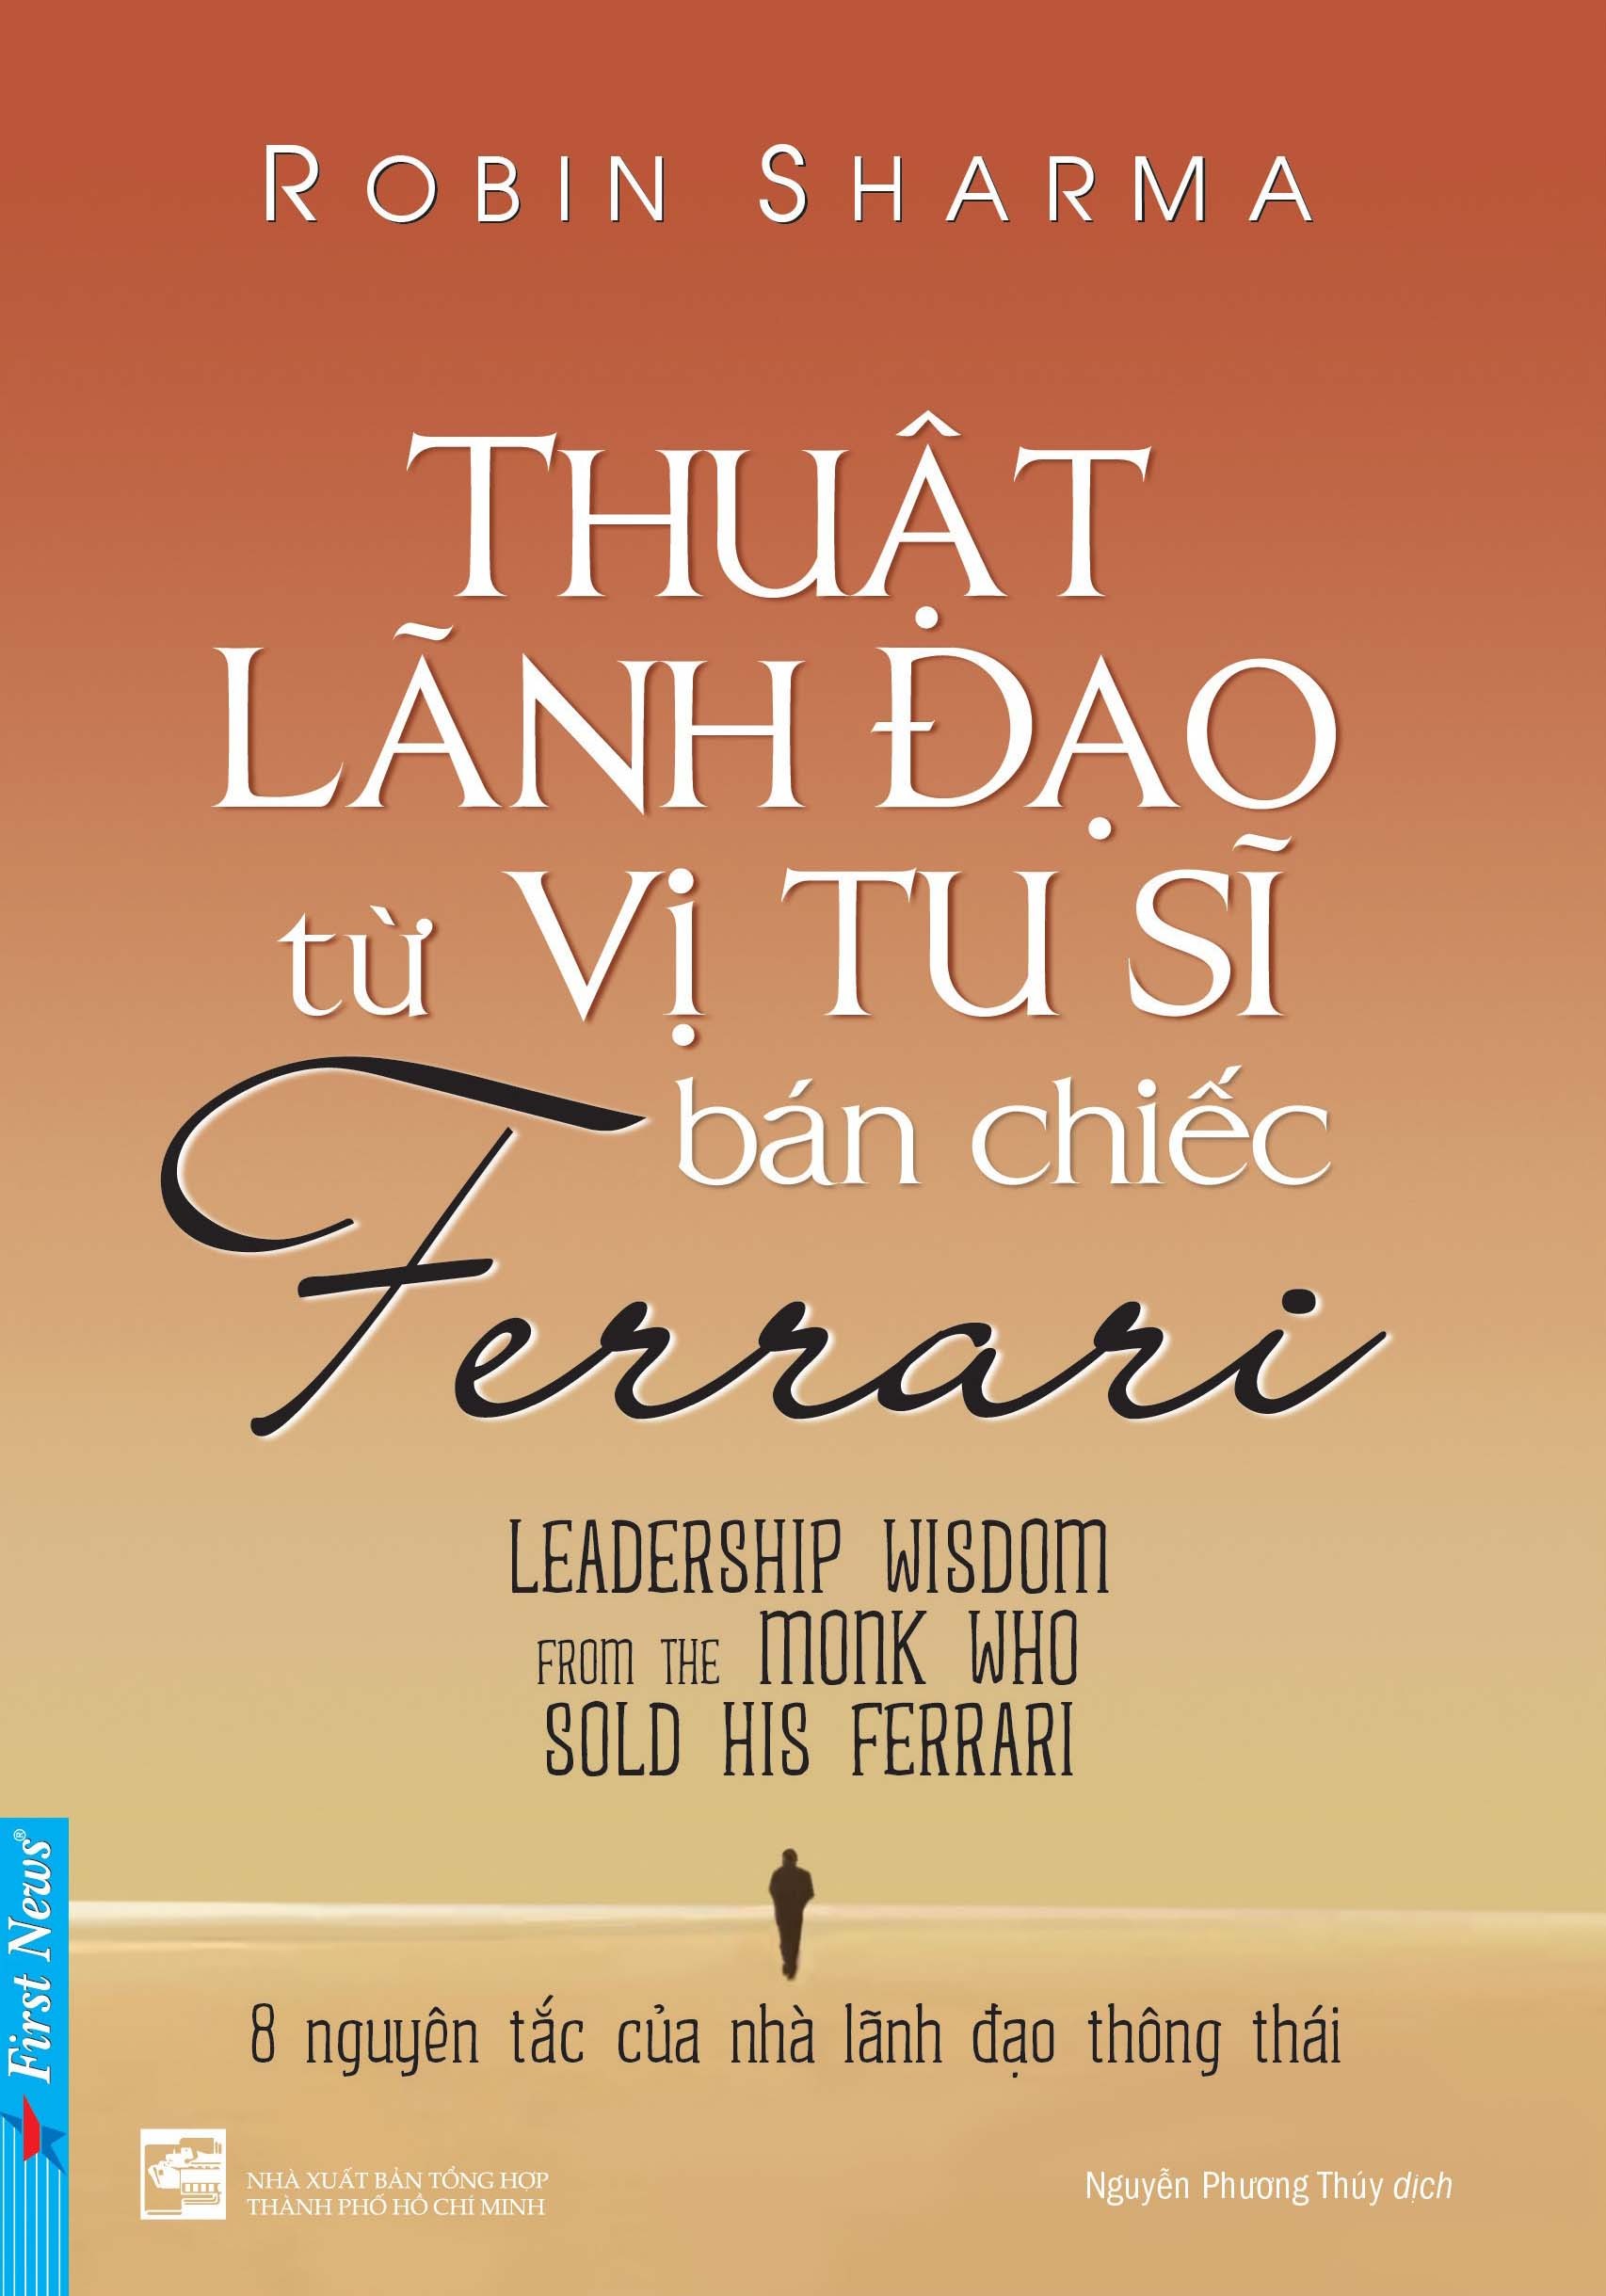 ROBIN SHARMA
THUẬT
LÃNH ĐẠO
từ VỊ TU SĨ
bán chiếc
Ferrari
LEADERSHIP WISDOM
FROM THE MONK WHO
SOLD HIS FERRARI
8 nguyên tắc của nhà lãnh đạo thông thái
First News®
NHÀ XUẤT BẢN TỔNG HỢP
THÀNH PHỐ HỒ CHÍ MINH
Nguyễn Phương Thúy dịch